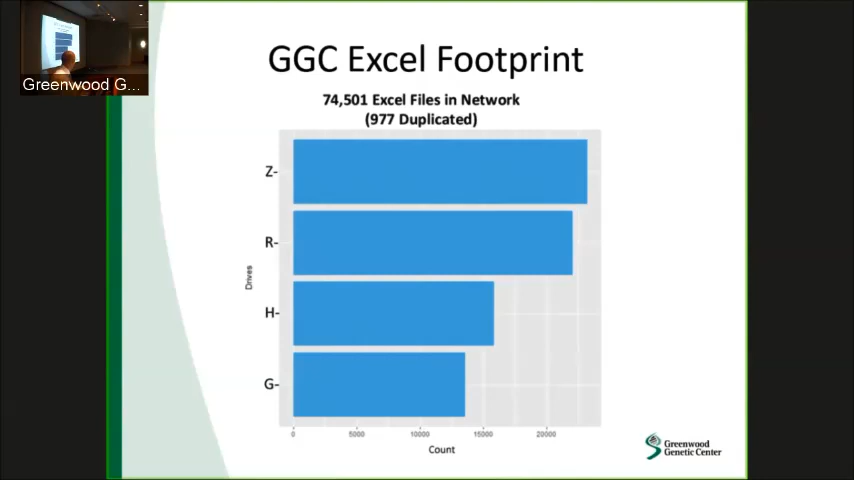 Greenwood G...
GGC Excel Footprint
74,501 Excel Files in Network
(977 Duplicated)
Z-
R-
H-
G-
Drives
0 5000 10000 15000 20000
Count
Greenwood
Genetic Center